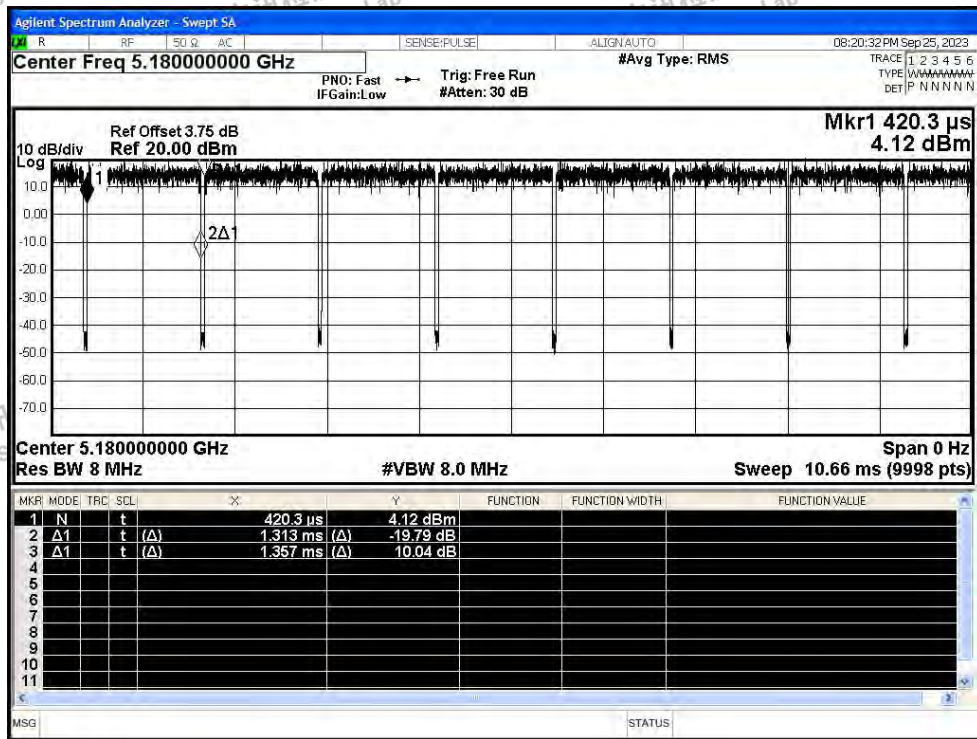 Agilent Spectrum Analyzer - Swept SA
LXI R RF 50 Ω AC SENSE:PULSE ALIGN AUTO 08:20:32 PM Sep 25, 2023
Center Freq 5.180000000 GHz #Avg Type: RMS TRACE 1 2 3 4 5 6
PNO: Fast Trig: Free Run TYPE WWWWWW
IFGain:Low #Atten: 30 dB DET P N N N N N
Mkr1 420.3 µs
Ref Offset 3.75 dB
10 dB/div Ref 20.00 dBm 4.12 dBm
Log
1
10.0
0.00
2Δ1
-10.0
-20.0
-30.0
-40.0
-50.0
-60.0
-70.0
Center 5.180000000 GHz Span 0 Hz
Res BW 8 MHz #VBW 8.0 MHz Sweep 10.66 ms (9998 pts)
MKR MODE TRC SCL X Y FUNCTION FUNCTION WIDTH FUNCTION VALUE
1 N t 420.3 µs 4.12 dBm
2 Δ1 t (Δ) 1.313 ms (Δ) -19.79 dB
3 Δ1 t (Δ) 1.357 ms (Δ) 10.04 dB
4
5
6
7
8
9
10
11
MSG STATUS